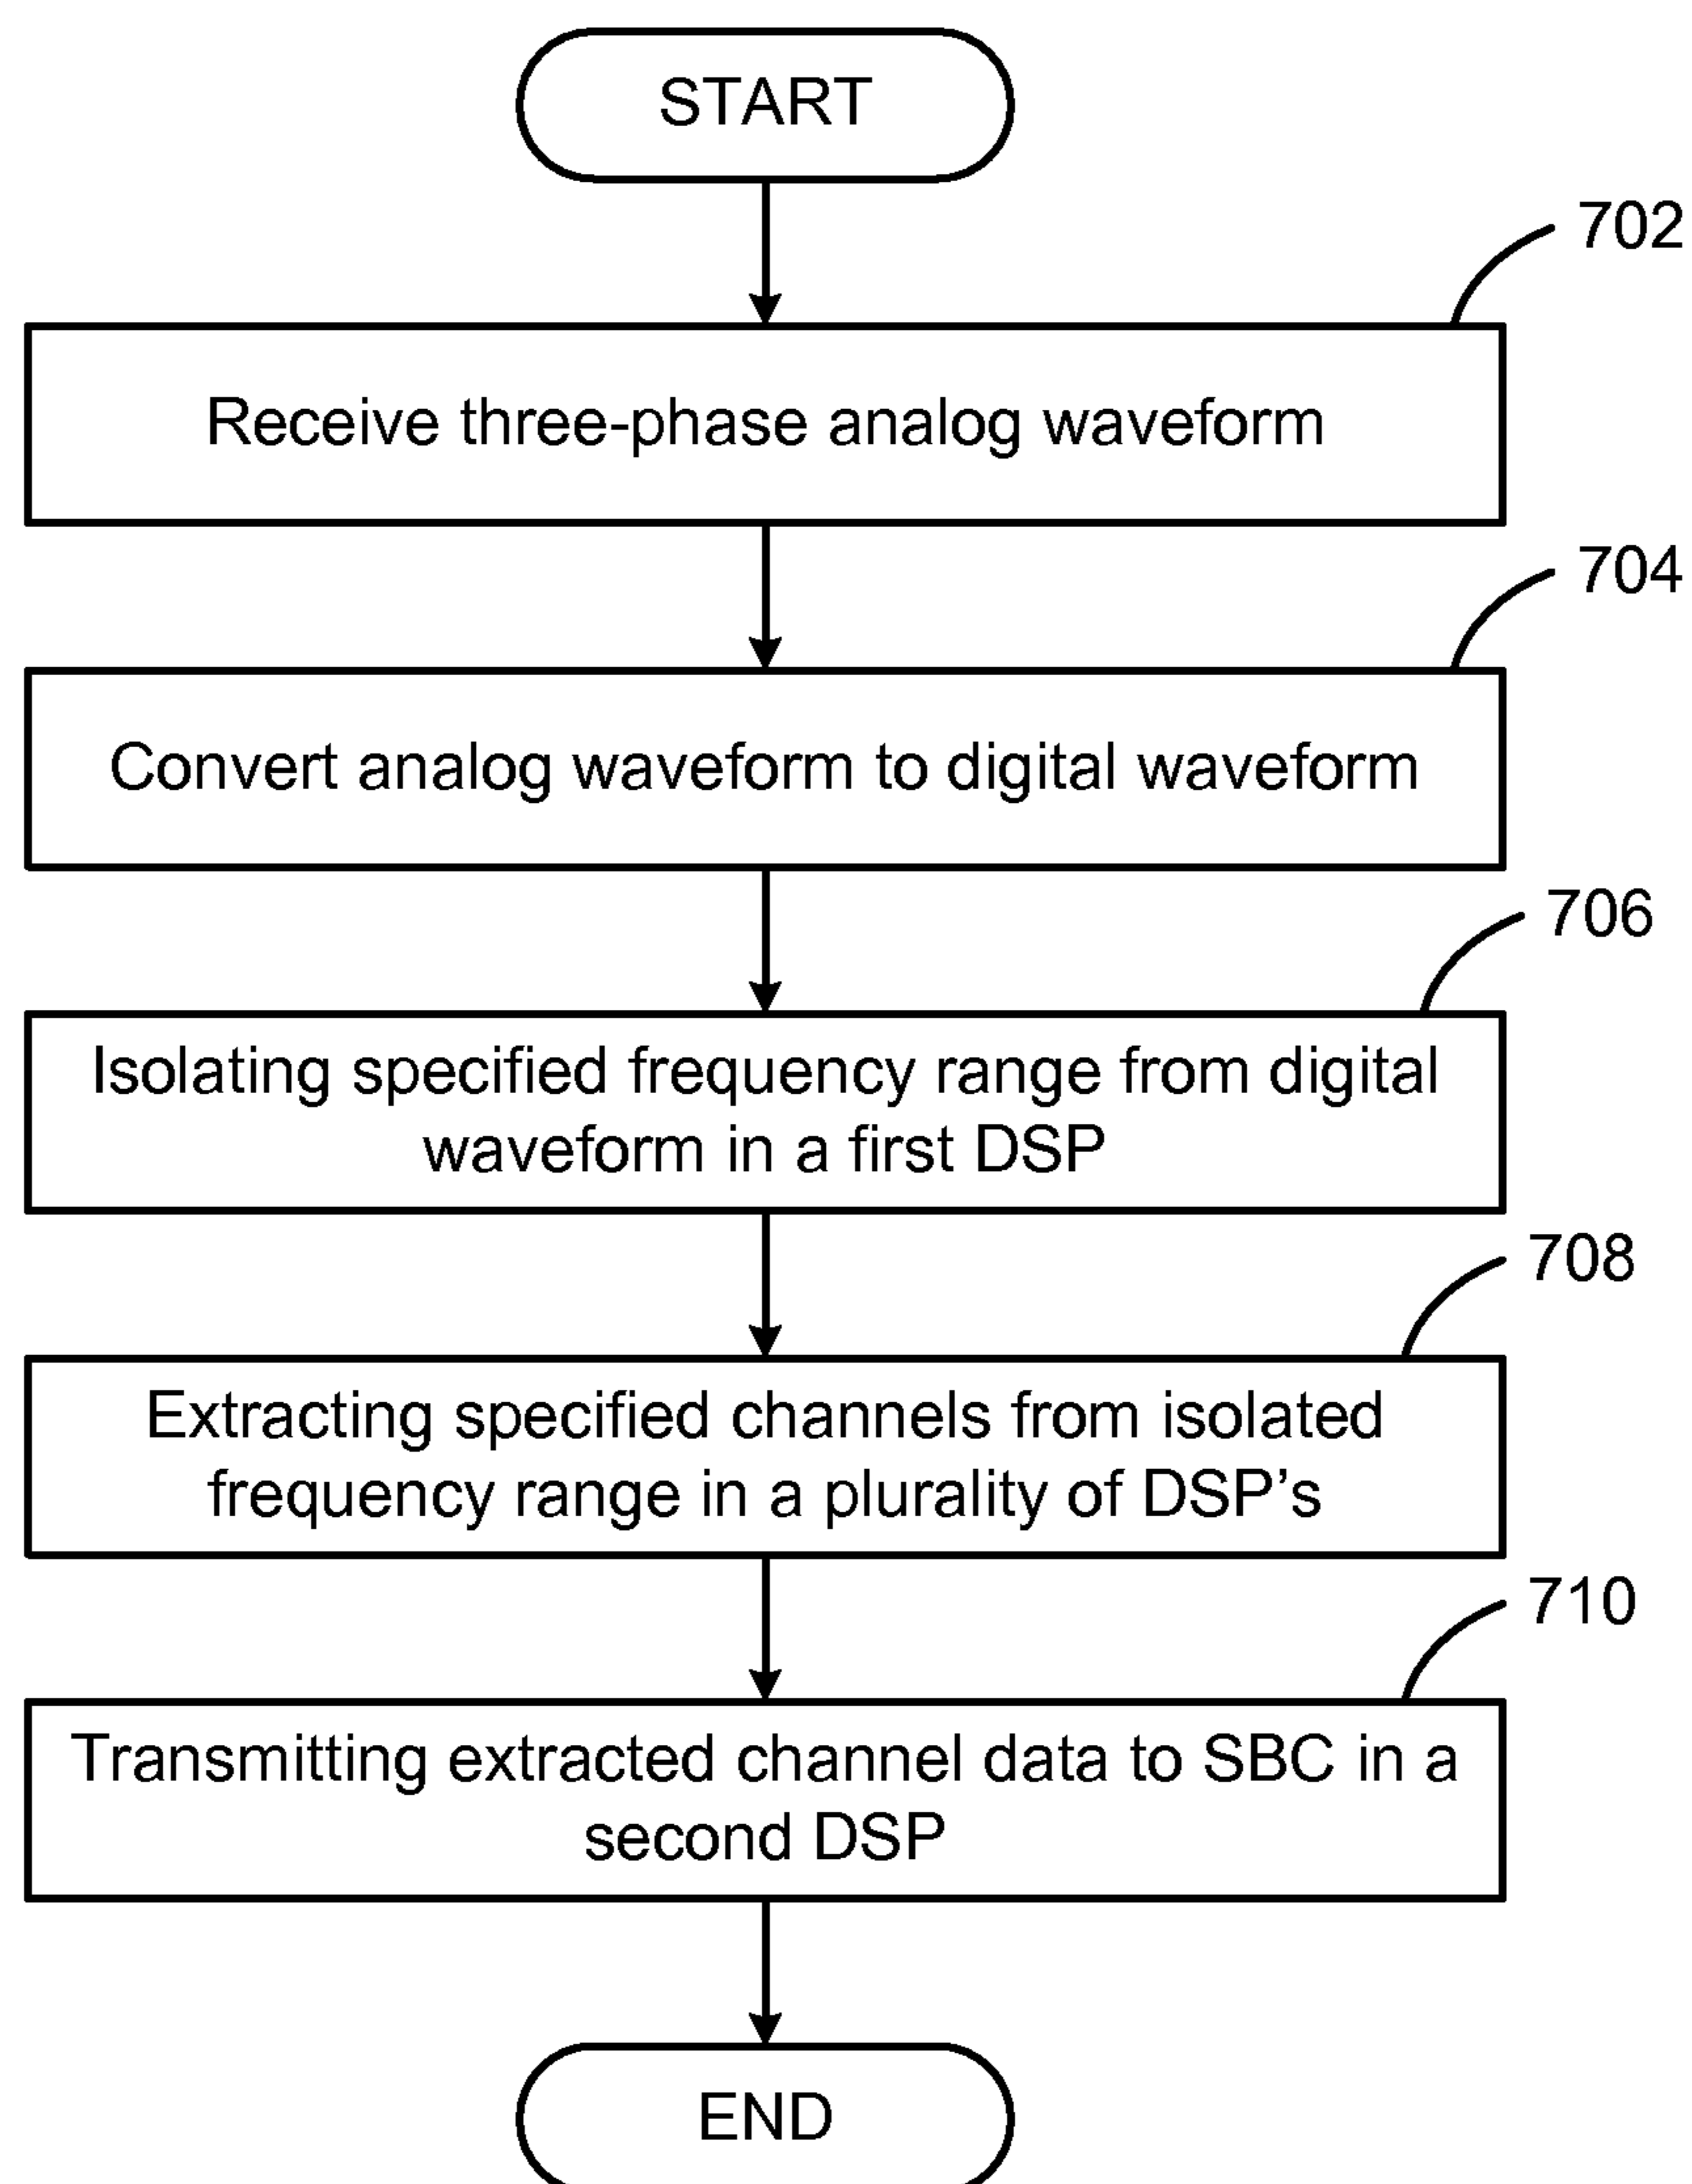 START
702
Receive three-phase analog waveform
704
Convert analog waveform to digital waveform
706
Isolating specified frequency range from digital
waveform in a first DSP
708
Extracting specified channels from isolated
frequency range in a plurality of DSP’s
710
Transmitting extracted channel data to SBC in a
second DSP
END